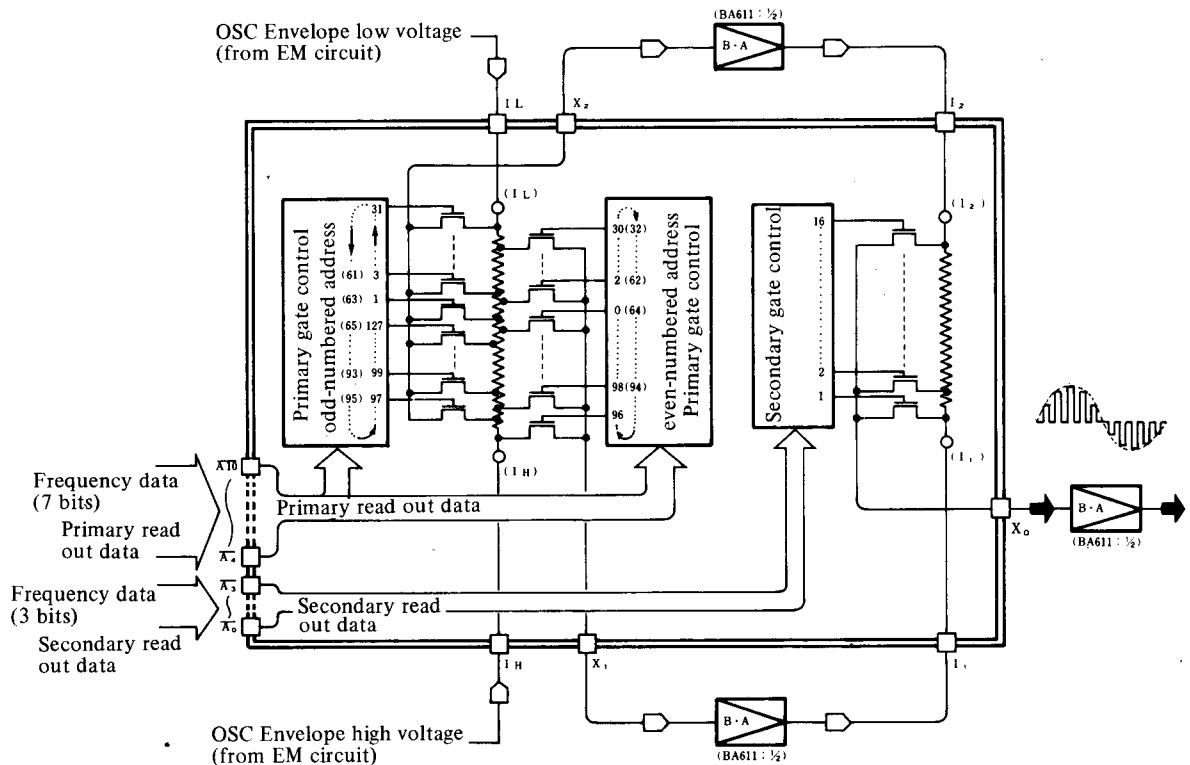 OSC Envelope low voltage
(from EM circuit)
(BA611 : ½)
B · A
I L
X₂
I₂
(I L)
(I₂)
Primary gate control
odd-numbered address
31
(61) 3
(63) 1
(65) 127
(93) 99
(95) 97
30(32)
2 (62)
0 (64)
98(94)
96
even-numbered address
Primary gate control
Secondary gate control
16
2
1
(I H)
(I₁)
Frequency data
(7 bits)
Primary read
out data
A10
A4
Primary read out data
Frequency data
(3 bits)
Secondary read
out data
A3
A0
Secondary read
out data
X₀
B · A
(BA611 : ½)
I H
X₁
I₁
B · A
(BA611 : ½)
OSC Envelope high voltage
(from EM circuit)